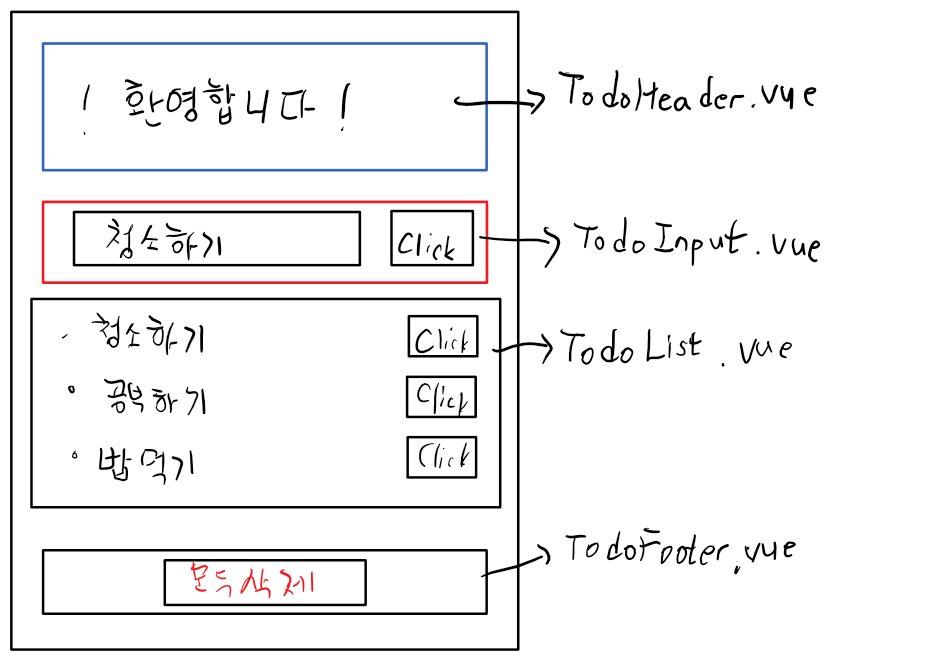 ! 환영합니다!
TodoHeader.vue
청소하기 Click
TodoInput.vue
청소하기 Click
TodoList.vue
공부하기 Click
밥 먹기 Click
모두삭제
TodoFooter.vue